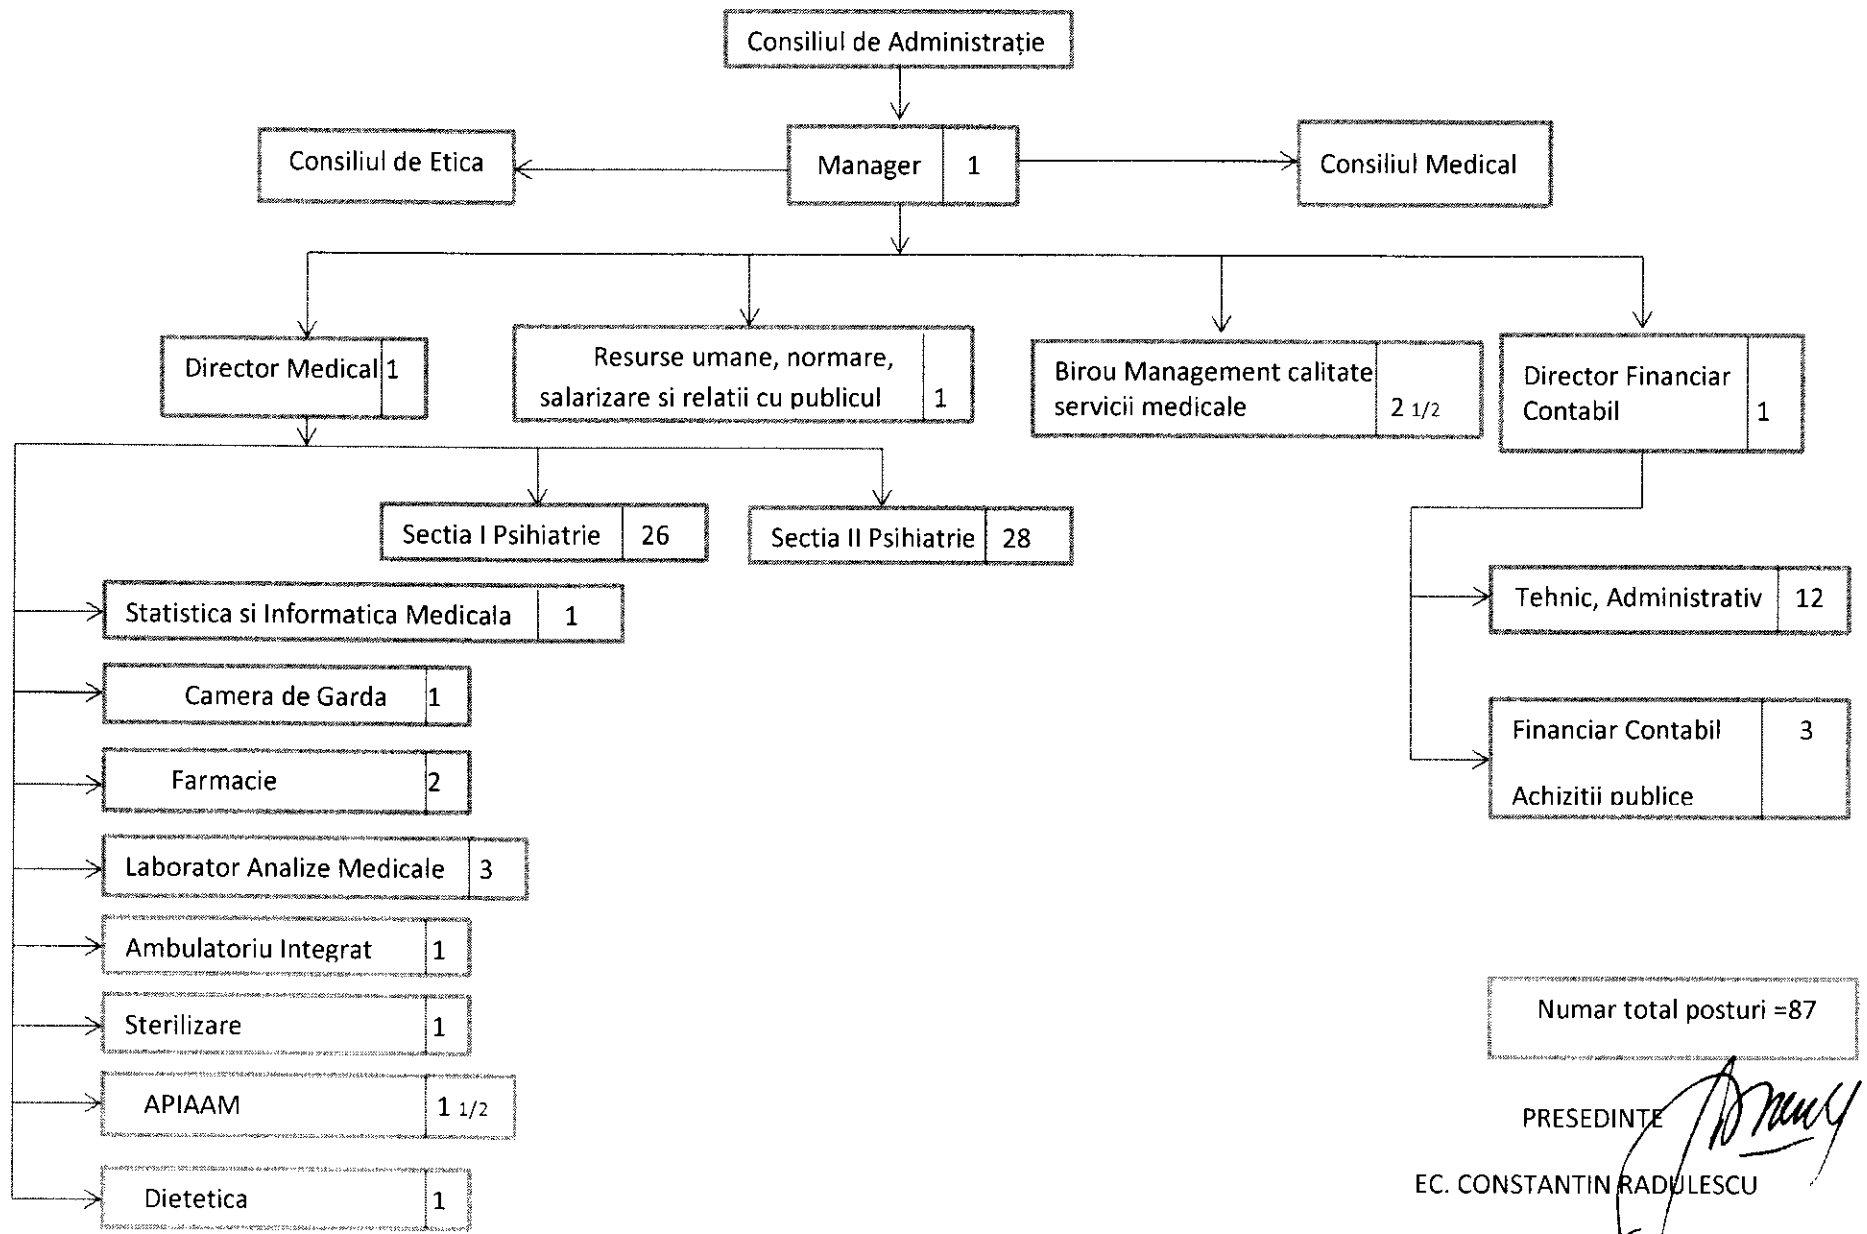 Consiliul de Administrație
Consiliul de Etica
Manager 1
Consiliul Medical
Director Medical 1
Resurse umane, normare,
salarizare si relatii cu publicul 1
Birou Management calitate
servicii medicale 2 1/2
Director Financiar
Contabil 1
Sectia I Psihiatrie 26
Sectia II Psihiatrie 28
Statistica si Informatica Medicala 1
Camera de Garda 1
Farmacie 2
Laborator Analize Medicale 3
Ambulatoriu Integrat 1
Sterilizare 1
APIAAM 1 1/2
Dietetica 1
Tehnic, Administrativ 12
Financiar Contabil 3
Achizitii publice
Numar total posturi =87
PRESEDINTE
EC. CONSTANTIN RADULESCU